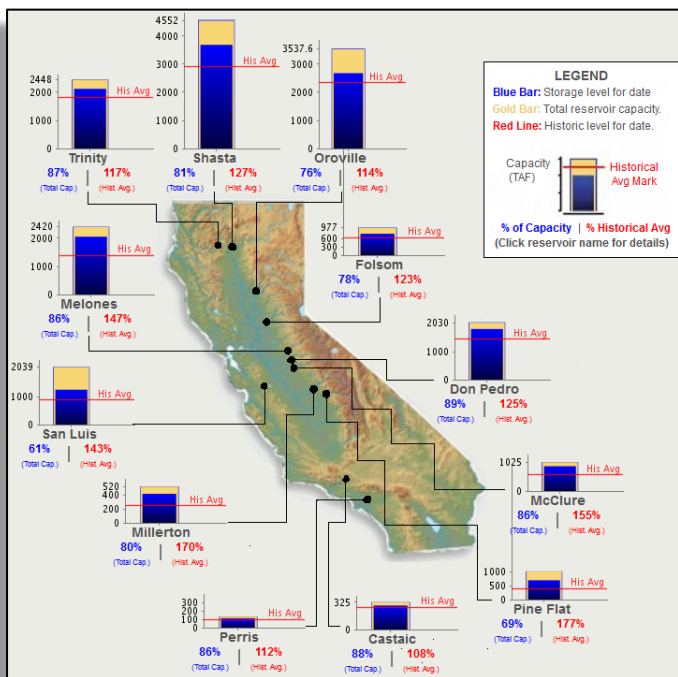 4552
3000
2000
1000
0
Shasta
81% | 127%
(Total Cap.) (Hist. Avg.)
3537.6
2000
1000
0
His Avg
Oroville
76% | 114%
(Total Cap.) (Hist. Avg.)
2448
2000
1000
0
His Avg
Trinity
87% | 117%
(Total Cap.) (Hist. Avg.)
LEGEND
Blue Bar: Storage level for date
Gold Bar: Total reservoir capacity.
Red Line: Historic level for date.
Capacity
(TAF)
Historical
Avg Mark
% of Capacity | % Historical Avg
(Click reservoir name for details)
2420
2000
1000
0
His Avg
Melones
86% | 147%
(Total Cap.) (Hist. Avg.)
977
600
300
0
His Avg
Folsom
78% | 123%
(Total Cap.) (Hist. Avg.)
2030
1000
0
His Avg
Don Pedro
89% | 125%
(Total Cap.) (Hist. Avg.)
2039
1000
0
His Avg
San Luis
61% | 143%
(Total Cap.) (Hist. Avg.)
1025
0
His Avg
McClure
86% | 155%
(Total Cap.) (Hist. Avg.)
520
400
200
0
His Avg
Millerton
80% | 170%
(Total Cap.) (Hist. Avg.)
1000
500
0
His Avg
Pine Flat
69% | 177%
(Total Cap.) (Hist. Avg.)
300
200
100
0
His Avg
Perris
86% | 112%
(Total Cap.) (Hist. Avg.)
325
0
His Avg
Castaic
88% | 108%
(Total Cap.) (Hist. Avg.)